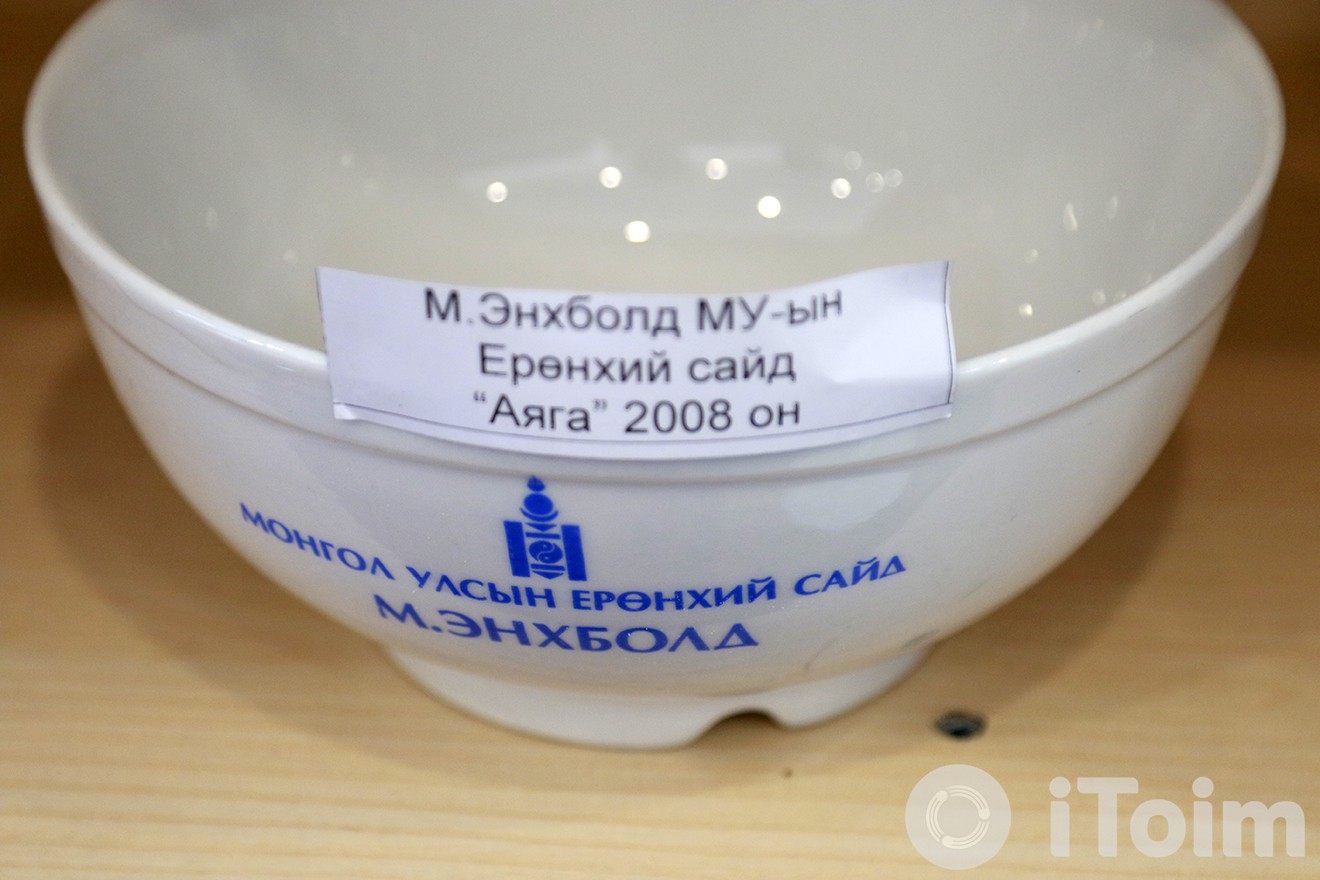 М.Энхболд МУ-ын
Ерөнхий сайд
“Аяга” 2008 он
МОНГОЛ УЛСЫН ЕРӨНХИЙ САЙД
М.ЭНХБОЛД
iToim